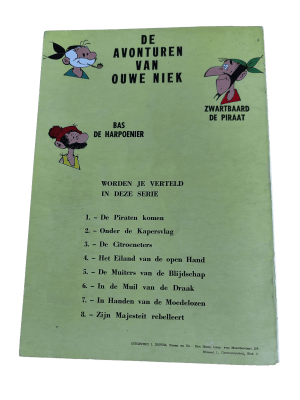 DE
AVONTUREN
VAN
OUWE NIEK
ZWARTBAARD
DE PIRAAT
BAS
DE HARPOENIER
WORDEN JE VERTELD
IN DEZE SERIE
1. – De Piraten komen
2. – Onder de Kapersvlag
3. – De Citroeneters
4. – Het Eiland van de open Hand
5. – De Muiters van de Blijdschap
6. – In de Muil van de Draak
7. – In Handen van de Moedelozen
8. – Zijn Majesteit rebelleert